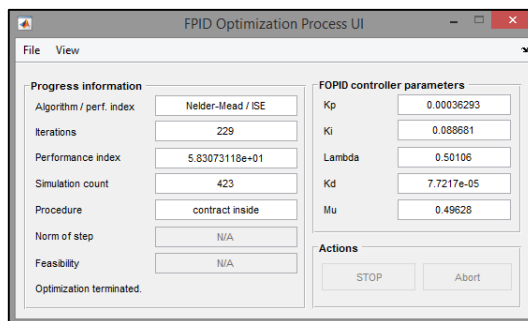 FPID Optimization Process UI
File View
Progress information
Algorithm / perf. index Nelder-Mead / ISE
Iterations 229
Performance index 5.83073118e+01
Simulation count 423
Procedure contract inside
Norm of step N/A
Feasibility N/A
Optimization terminated.
FOPID controller parameters
Kp 0.00036293
Ki 0.088681
Lambda 0.50106
Kd 7.7217e-05
Mu 0.49628
Actions
STOP Abort